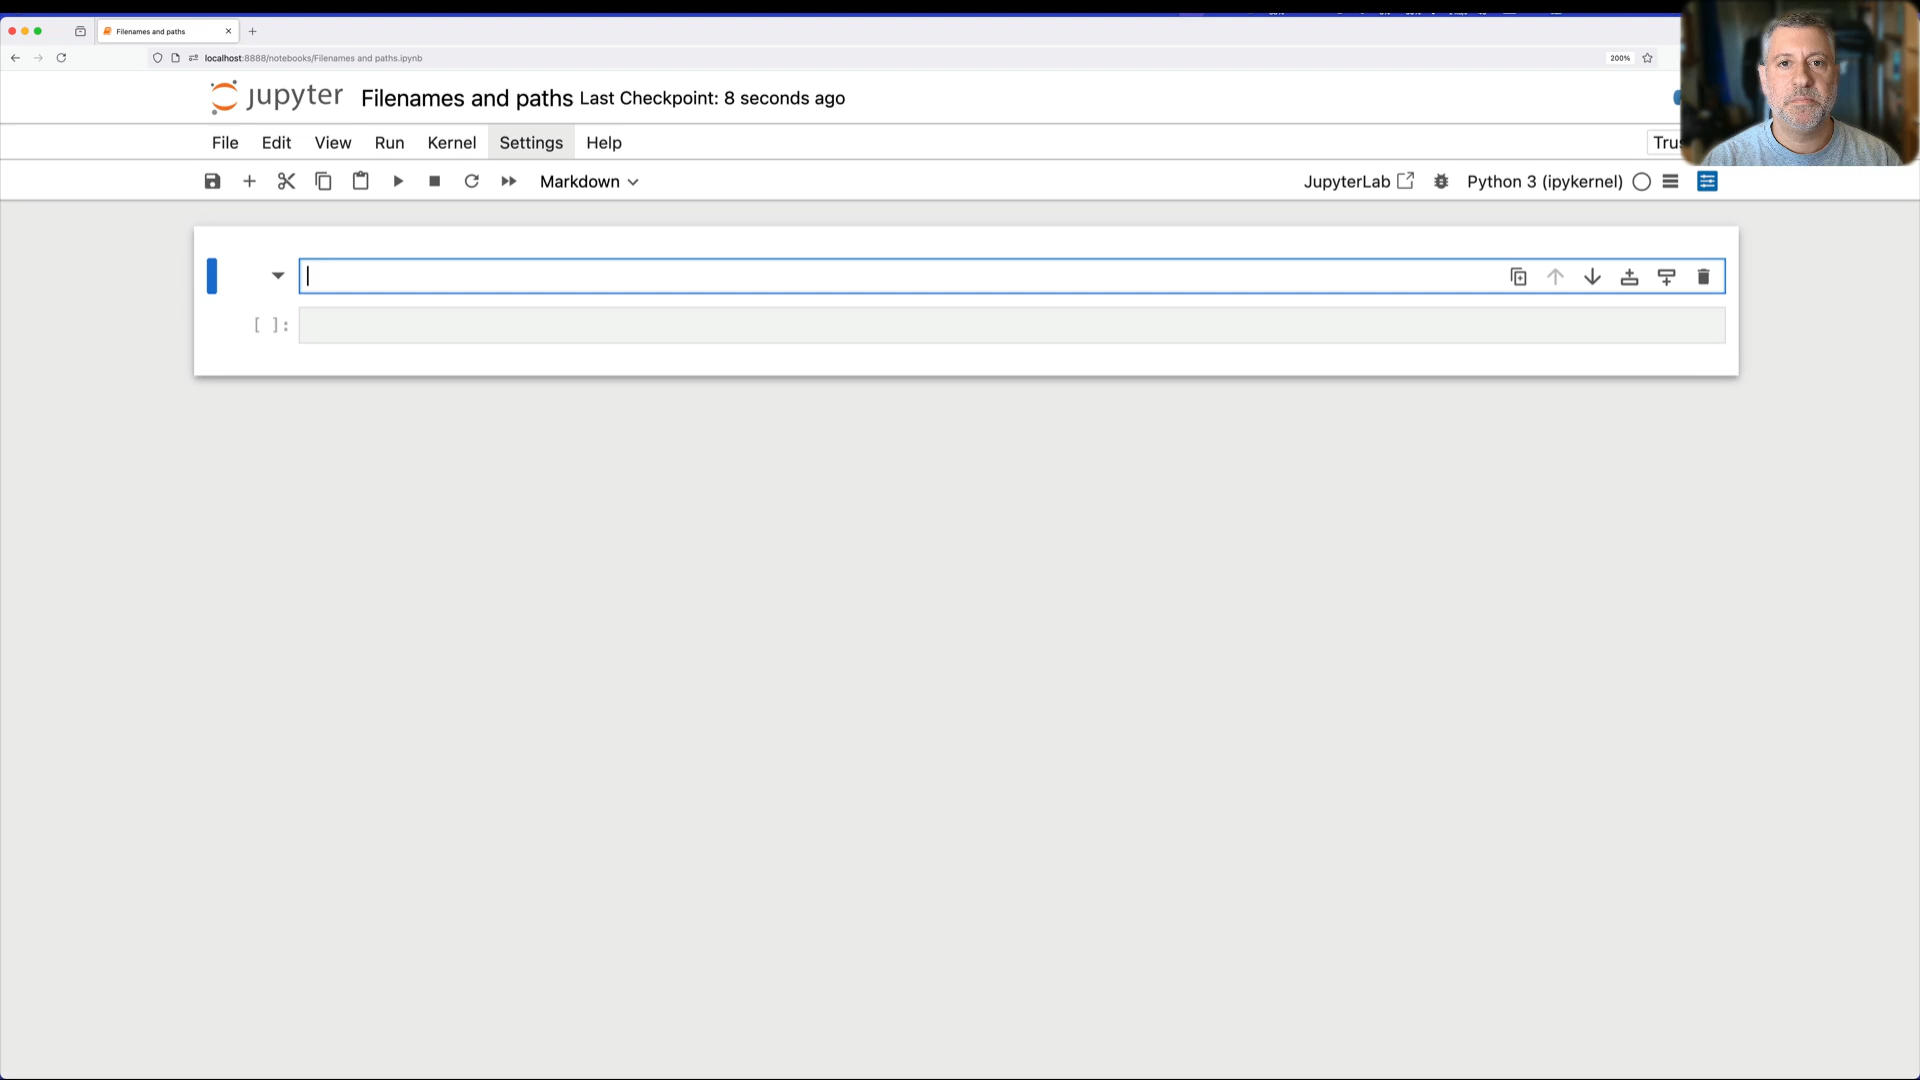 Filenames and paths
localhost:8888/notebooks/Filenames and paths.ipynb
200%
jupyter Filenames and paths Last Checkpoint: 8 seconds ago
File Edit View Run Kernel Settings Help
Markdown
JupyterLab Python 3 (ipykernel)
[ ]: